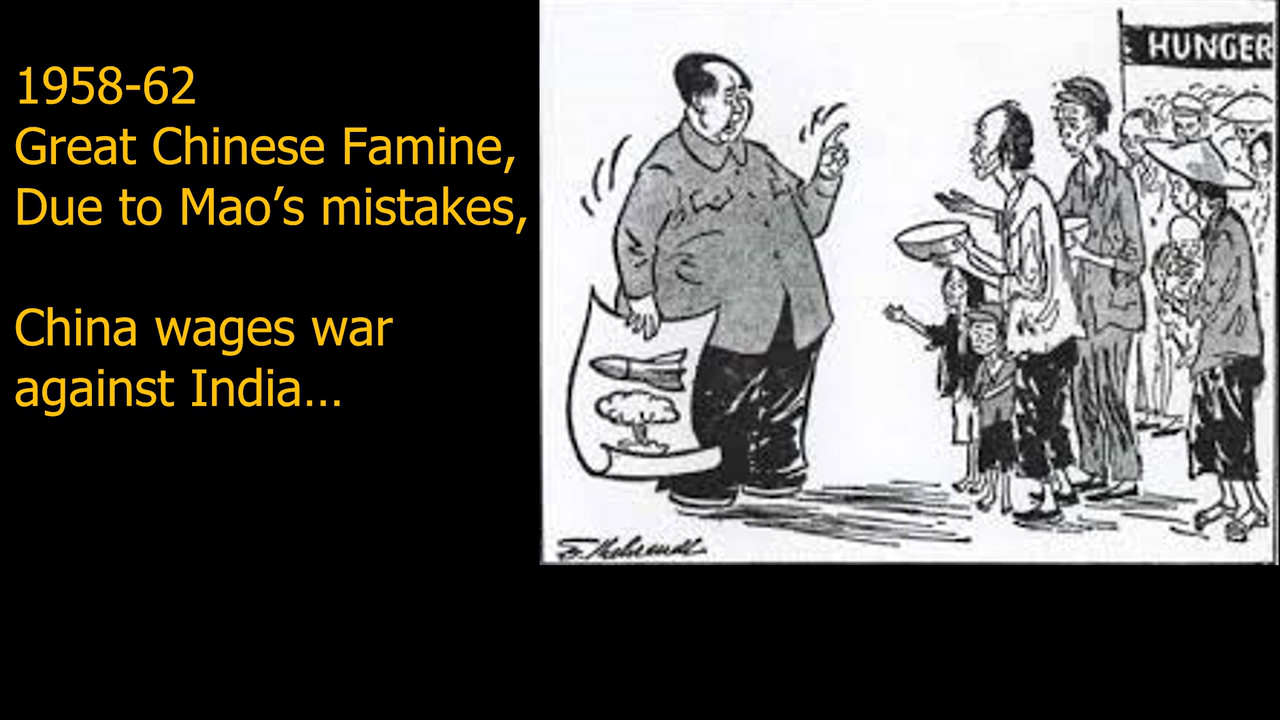 1958-62
Great Chinese Famine,
Due to Mao’s mistakes,
China wages war
against India…
HUNGER